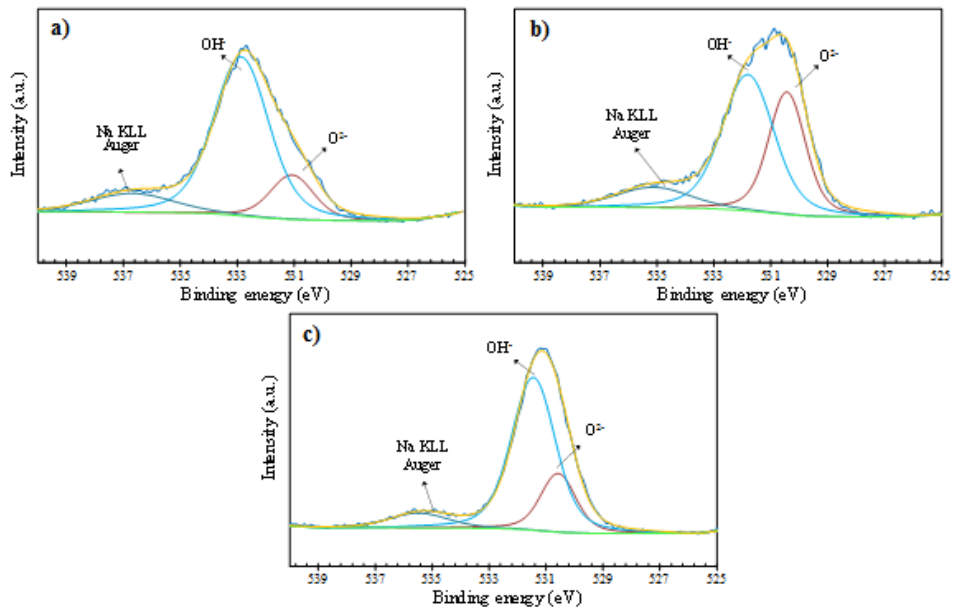 a)
OH-
O2-
Na KLL
Auger
Intensity (a.u.)
539 537 535 533 531 529 527 525
Binding energy (eV)
b)
OH-
O2-
Na KLL
Auger
Intensity (a.u.)
539 537 535 533 531 529 527 525
Binding energy (eV)
c)
OH-
O2-
Na KLL
Auger
Intensity (a.u.)
539 537 535 533 531 529 527 525
Binding energy (eV)